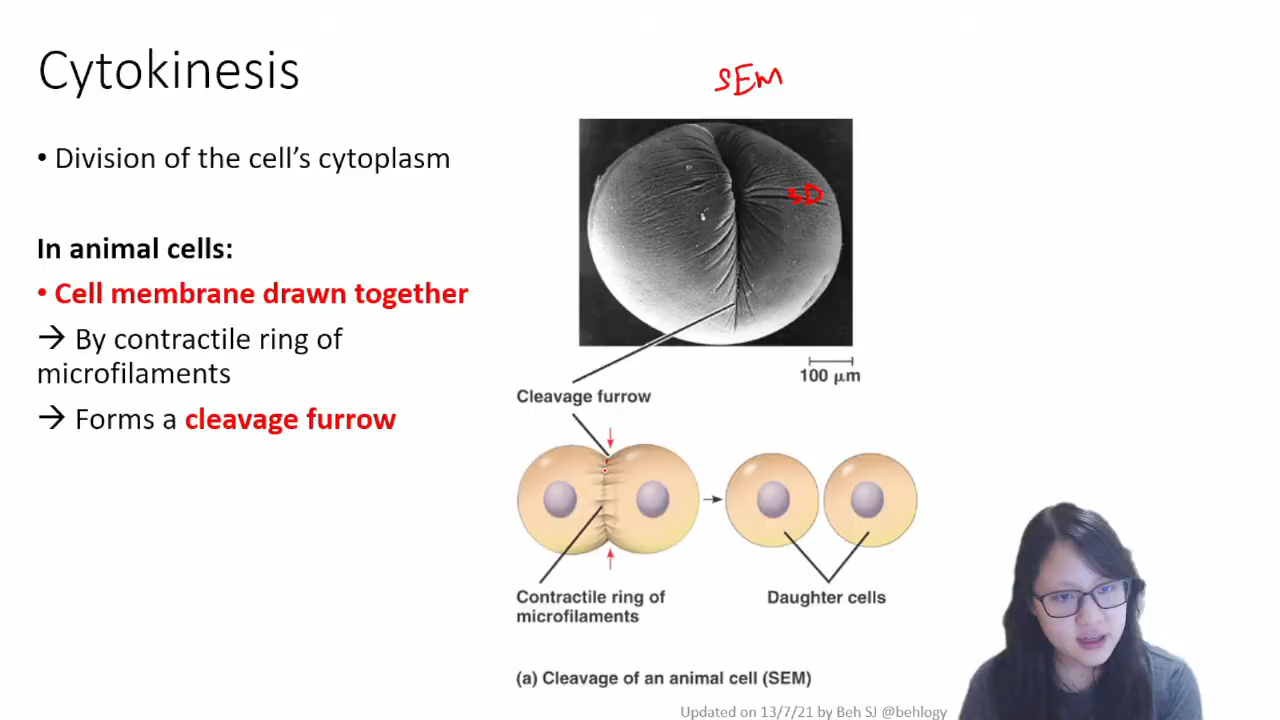 Cytokinesis
• Division of the cell's cytoplasm
In animal cells:
• Cell membrane drawn together
→ By contractile ring of
microfilaments
→ Forms a cleavage furrow
SEM
3D
100 µm
Cleavage furrow
Contractile ring of
microfilaments
Daughter cells
(a) Cleavage of an animal cell (SEM)
Updated on 13/7/21 by Beh SJ @behlogy